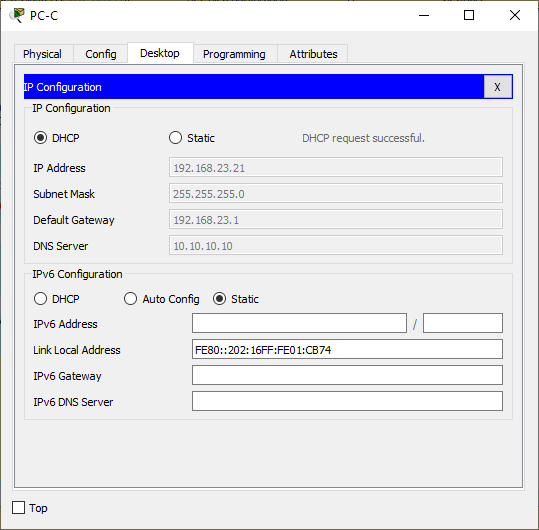 PC-C
Physical Config Desktop Programming Attributes
IP Configuration X
IP Configuration
DHCP Static DHCP request successful.
IP Address 192.168.23.21
Subnet Mask 255.255.255.0
Default Gateway 192.168.23.1
DNS Server 10.10.10.10
IPv6 Configuration
DHCP Auto Config Static
IPv6 Address /
Link Local Address FE80::202:16FF:FE01:CB74
IPv6 Gateway
IPv6 DNS Server
Top